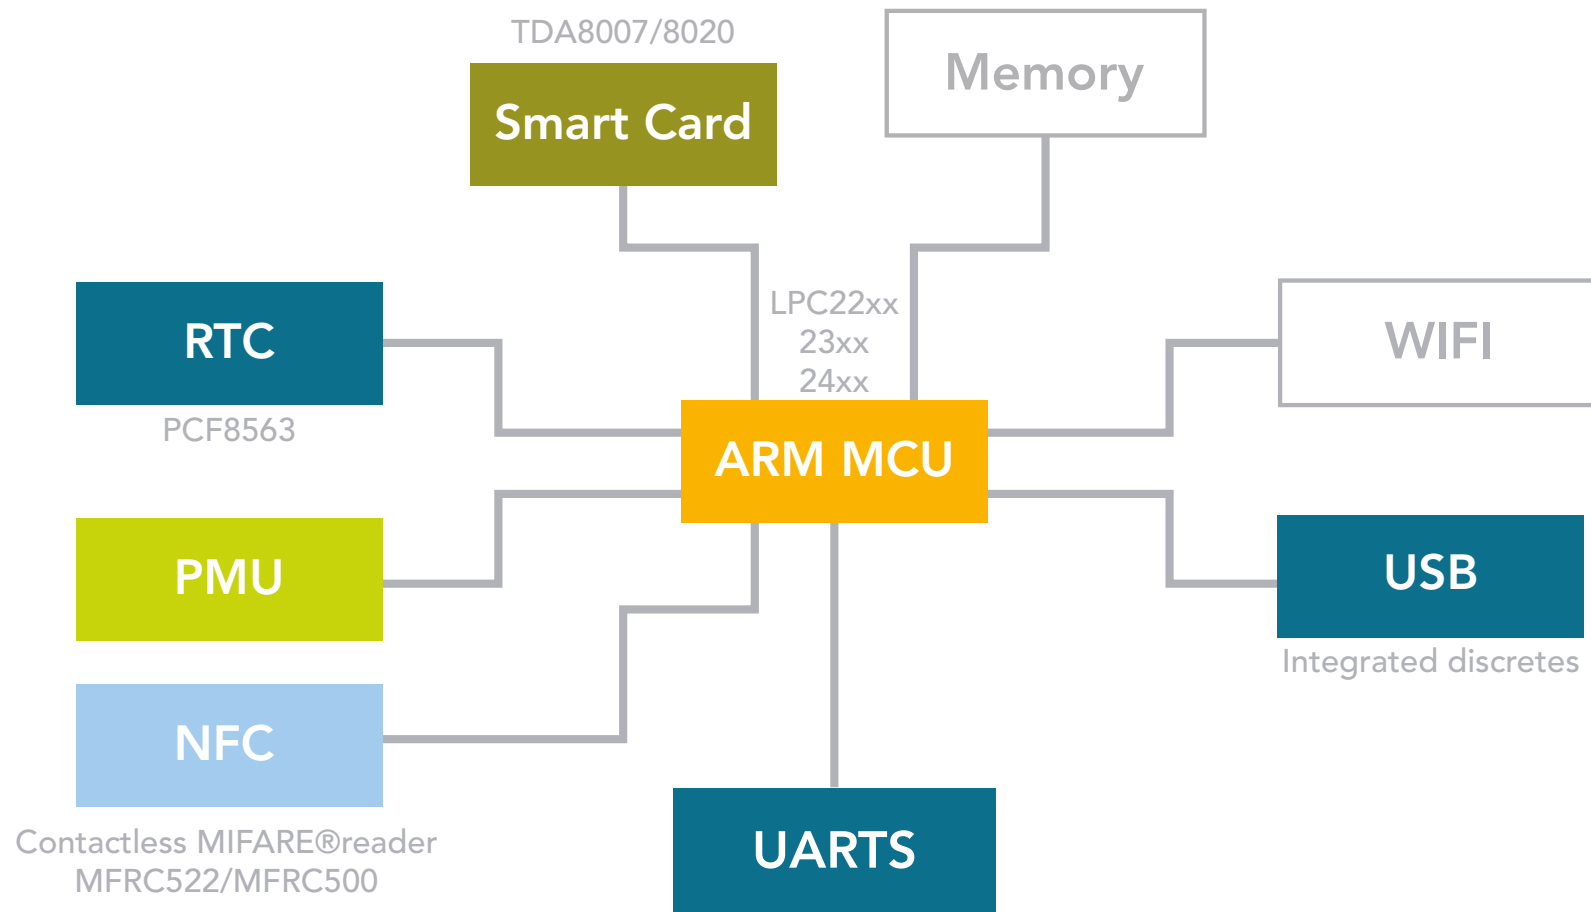 TDA8007/8020
Smart Card
Memory
LPC22xx
23xx
24xx
RTC
PCF8563
WIFI
ARM MCU
PMU
USB
Integrated discretes
NFC
Contactless MIFARE®reader
MFRC522/MFRC500
UARTS